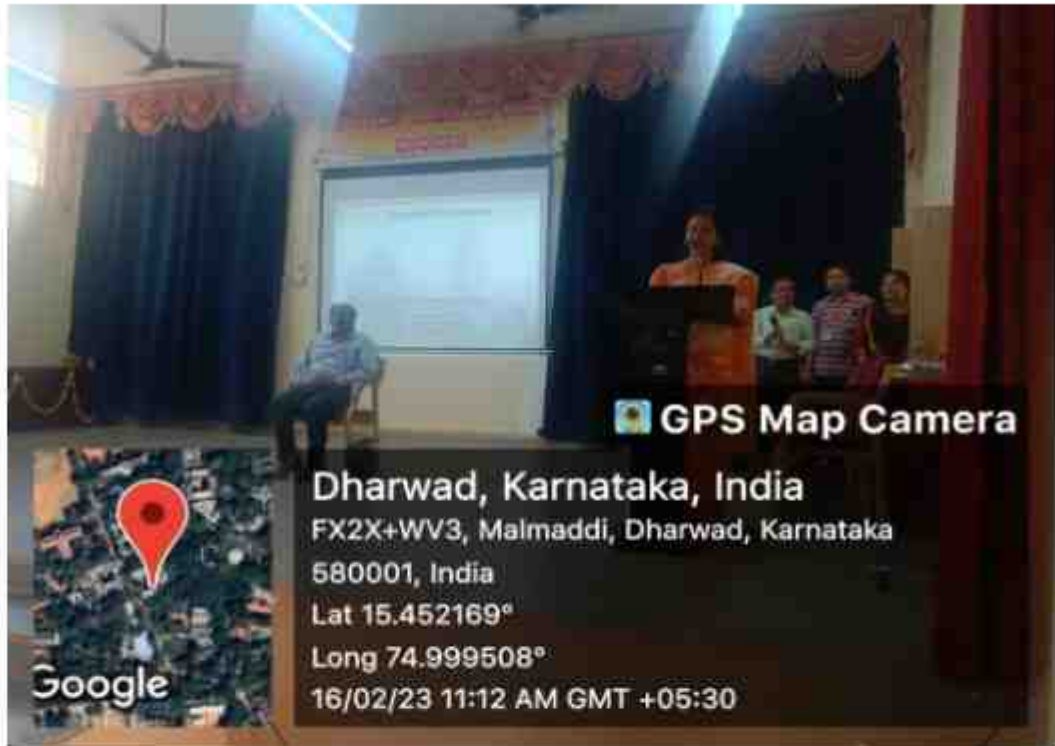 GPS Map Camera
Dharwad, Karnataka, India
FX2X+WV3, Malmaddi, Dharwad, Karnataka
580001, India
Lat 15.452169°
Long 74.999508°
16/02/23 11:12 AM GMT +05:30
Google